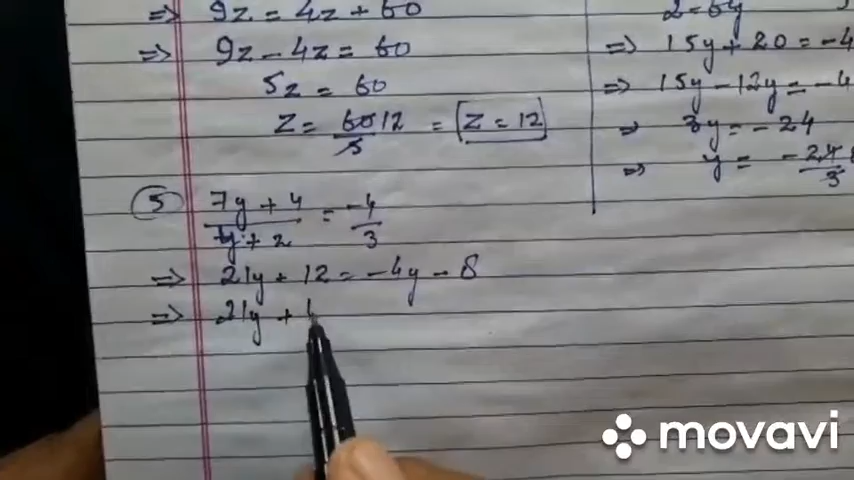 => 9z = 4z + 60
=> 9z - 4z = 60
5z = 60
z = 60 12 / 5 = [z = 12]
(5) 7y + 4 / y + 2 = -4 / 3
=> 21y + 12 = -4y - 8
=> 21y +
=> 15y + 20 = -4
=> 15y - 12y = -4
=> 3y = -24
=> y = -24 / 3
movavi